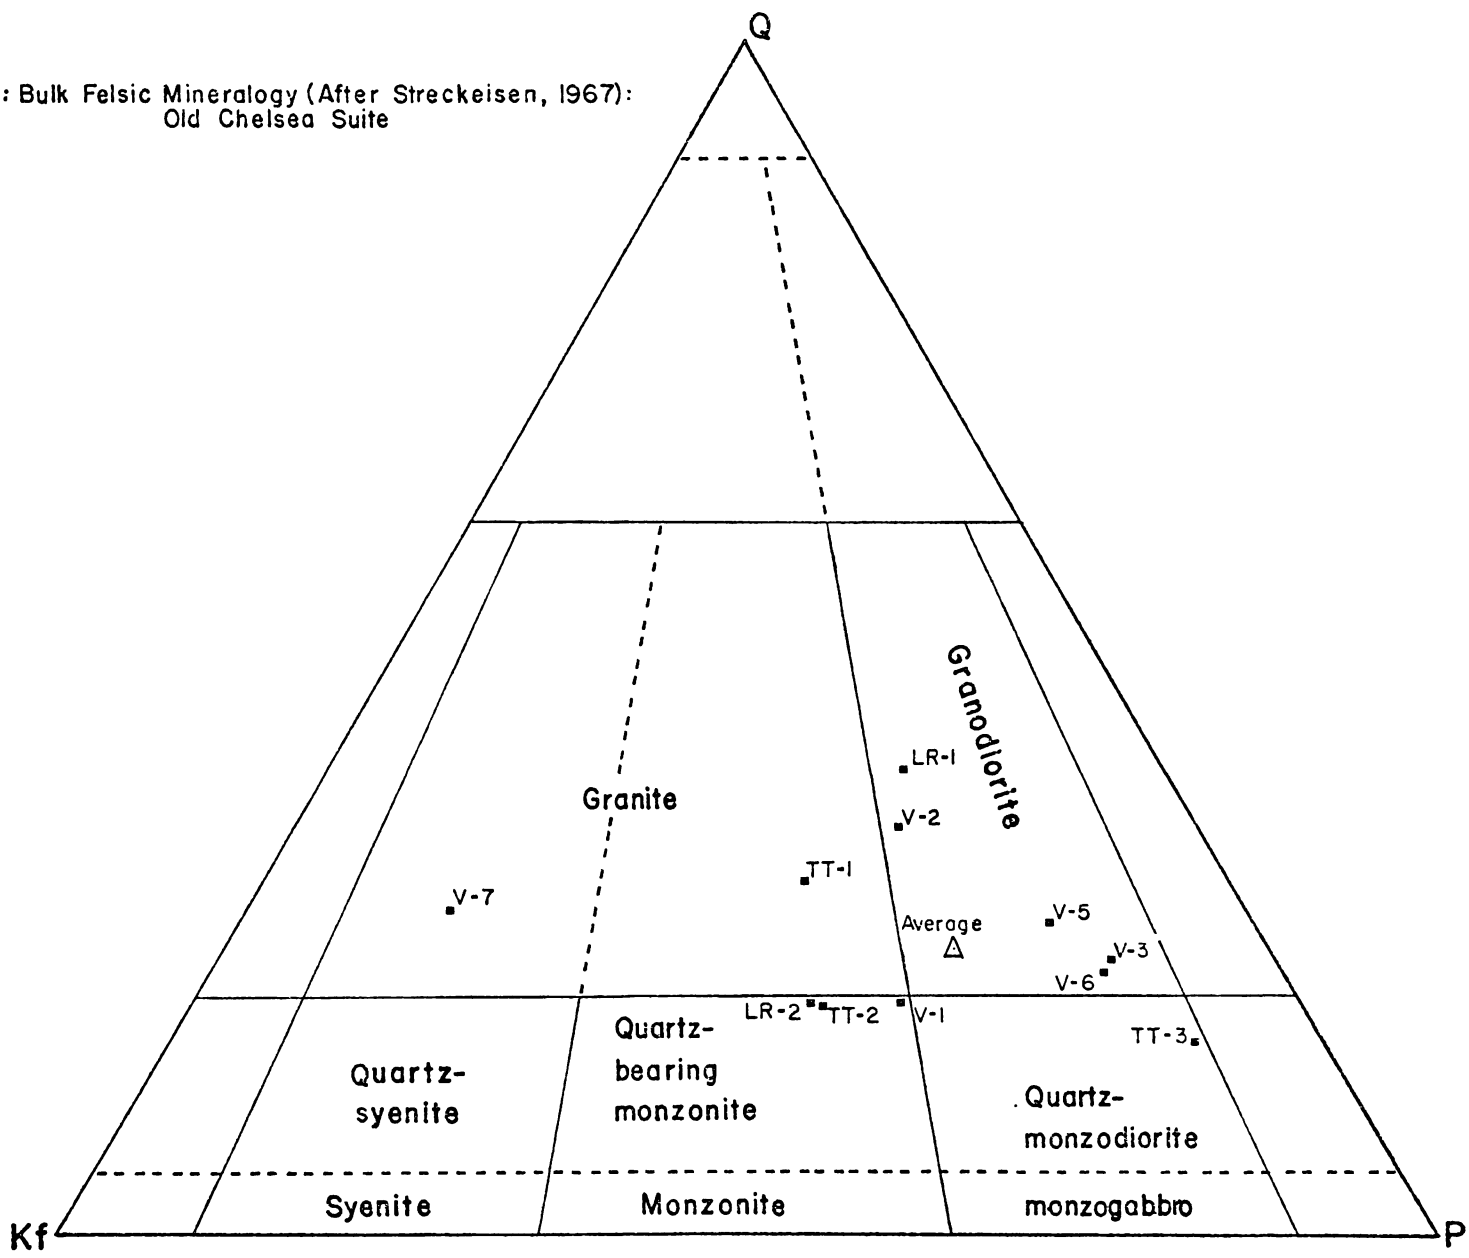 Q
: Bulk Felsic Mineralogy (After Streckeisen, 1967):
Old Chelsea Suite
Granodiorite
LR-1
Granite
V-2
TT-1
V-7
V-5
Average
V-3
V-6
LR-2
TT-2
V-1
Quartz-
bearing
monzonite
TT-3
Quartz-
syenite
Quartz-
monzodiorite
Syenite
Monzonite
monzogabbro
Kf
P